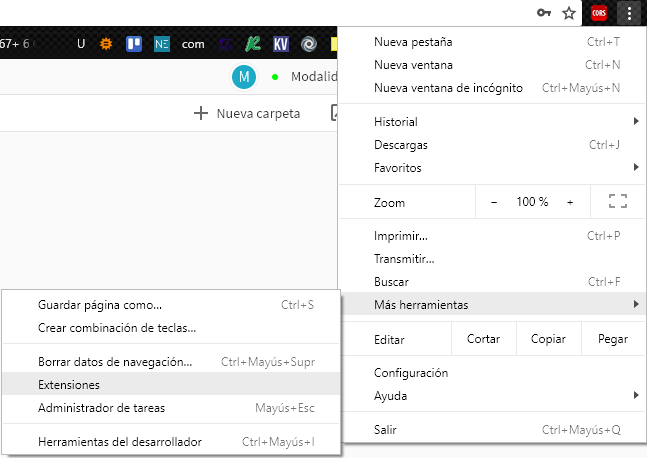 CORS
67+ 6
U
NE
com
KV
M
Modalid
Nueva carpeta
Nueva pestaña Ctrl+T
Nueva ventana Ctrl+N
Nueva ventana de incógnito Ctrl+Mayús+N
Historial
Descargas Ctrl+J
Favoritos
Zoom − 100 % +
Imprimir... Ctrl+P
Transmitir...
Buscar Ctrl+F
Más herramientas
Editar Cortar Copiar Pegar
Configuración
Ayuda
Salir Ctrl+Mayús+Q
Guardar página como... Ctrl+S
Crear combinación de teclas...
Borrar datos de navegación... Ctrl+Mayús+Supr
Extensiones
Administrador de tareas Mayús+Esc
Herramientas del desarrollador Ctrl+Mayús+I